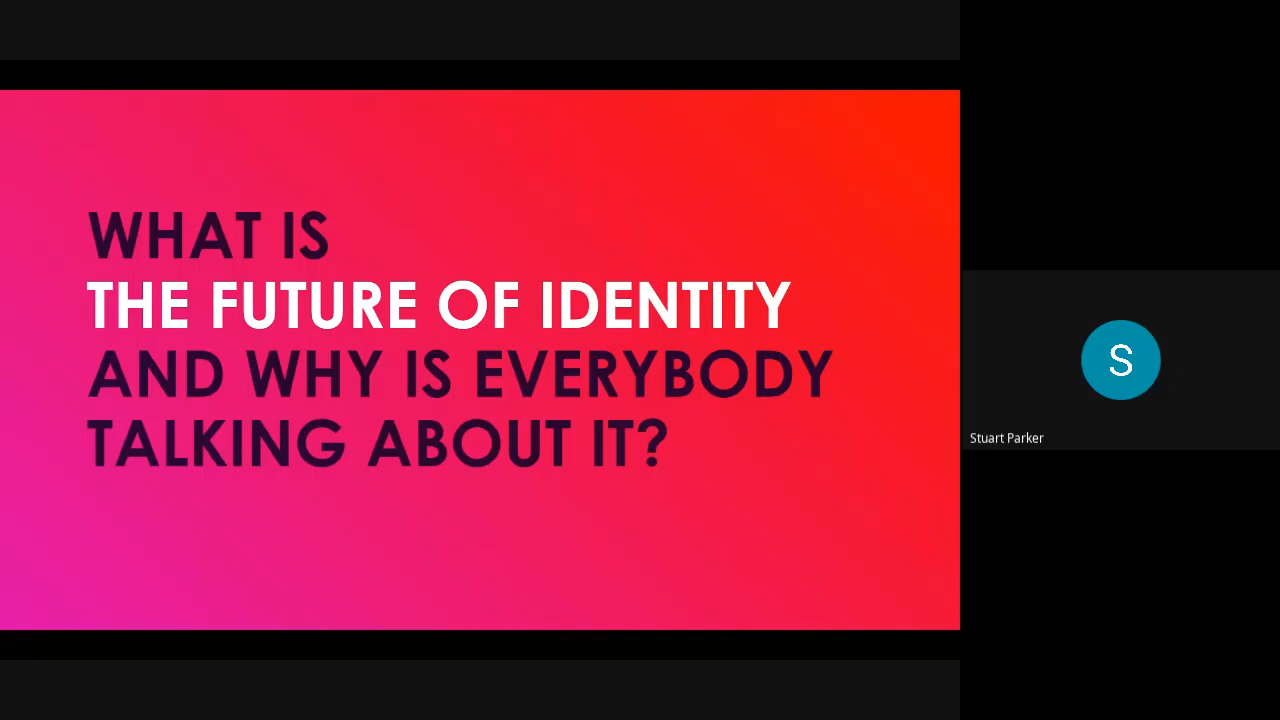 WHAT IS
THE FUTURE OF IDENTITY
AND WHY IS EVERYBODY
TALKING ABOUT IT?
S
Stuart Parker